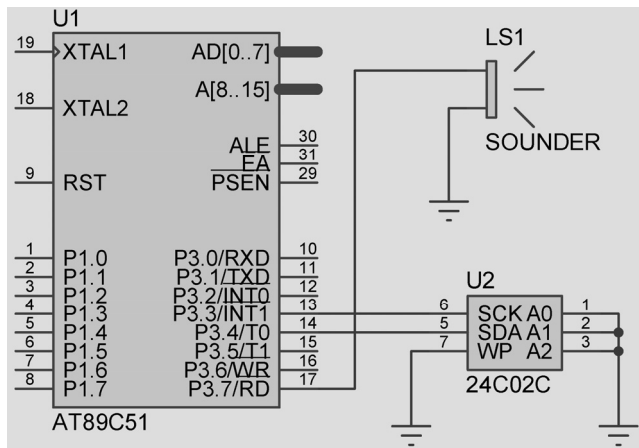 U1
19 XTAL1 AD[0..7]
A[8..15]
18 XTAL2
ALE 30
EA 31
9 RST PSEN 29
1 P1.0 P3.0/RXD 10
2 P1.1 P3.1/TXD 11
3 P1.2 P3.2/INT0 12
4 P1.3 P3.3/INT1 13
5 P1.4 P3.4/T0 14
6 P1.5 P3.5/T1 15
7 P1.6 P3.6/WR 16
8 P1.7 P3.7/RD 17
AT89C51
LS1
SOUNDER
U2
6 SCK A0 1
5 SDA A1 2
7 WP A2 3
24C02C